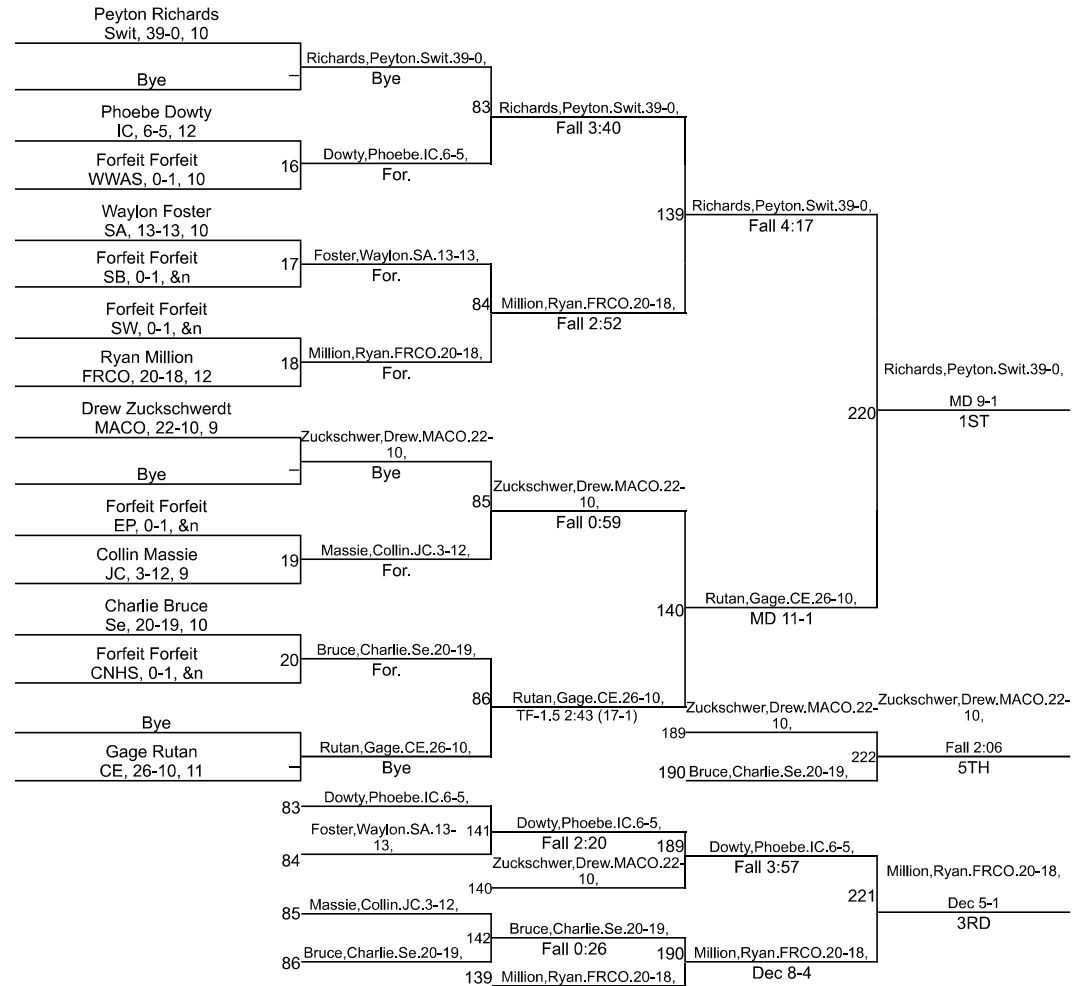 Peyton Richards
Swit, 39-0, 10
Bye
Phoebe Dowty
IC, 6-5, 12
Forfeit Forfeit
WWAS, 0-1, 10
Waylon Foster
SA, 13-13, 10
Forfeit Forfeit
SB, 0-1, &n
Forfeit Forfeit
SW, 0-1, &n
Ryan Million
FRCO, 20-18, 12
Drew Zuckschwerdt
MACO, 22-10, 9
Bye
Forfeit Forfeit
EP, 0-1, &n
Collin Massie
JC, 3-12, 9
Charlie Bruce
Se, 20-19, 10
Forfeit Forfeit
CNHS, 0-1, &n
Bye
Gage Rutan
CE, 26-10, 11
–
16
17
18
–
19
20
–
Richards,Peyton.Swit.39-0,
Bye
Dowty,Phoebe.IC.6-5,
For.
Foster,Waylon.SA.13-13,
For.
Million,Ryan.FRCO.20-18,
For.
Zuckschwer,Drew.MACO.22-
10,
Bye
Massie,Collin.JC.3-12,
For.
Bruce,Charlie.Se.20-19,
For.
Rutan,Gage.CE.26-10,
Bye
83
84
85
86
Richards,Peyton.Swit.39-0,
Fall 3:40
Million,Ryan.FRCO.20-18,
Fall 2:52
Zuckschwer,Drew.MACO.22-
10,
Fall 0:59
Rutan,Gage.CE.26-10,
TF-1.5 2:43 (17-1)
139
140
Richards,Peyton.Swit.39-0,
Fall 4:17
Rutan,Gage.CE.26-10,
MD 11-1
220
Richards,Peyton.Swit.39-0,
MD 9-1
1ST
189
Zuckschwer,Drew.MACO.22-
10,
190
Bruce,Charlie.Se.20-19,
222
Zuckschwer,Drew.MACO.22-
10,
Fall 2:06
5TH
83
Dowty,Phoebe.IC.6-5,
84
Foster,Waylon.SA.13-
13,
141
Dowty,Phoebe.IC.6-5,
Fall 2:20
140
Zuckschwer,Drew.MACO.22-
10,
189
Dowty,Phoebe.IC.6-5,
Fall 3:57
85
Massie,Collin.JC.3-12,
86
Bruce,Charlie.Se.20-19,
142
Bruce,Charlie.Se.20-19,
Fall 0:26
139
Million,Ryan.FRCO.20-18,
190
Million,Ryan.FRCO.20-18,
Dec 8-4
221
Million,Ryan.FRCO.20-18,
Dec 5-1
3RD